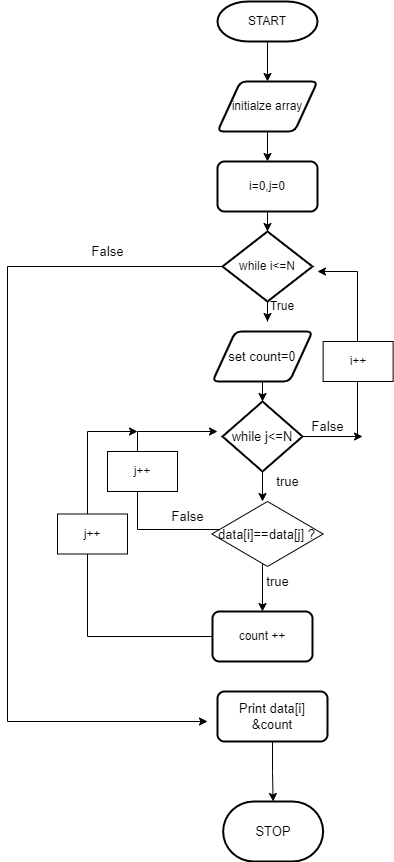 START
initialze array
i=0,j=0
while i<=N
False
True
i++
set count=0
while j<=N
False
j++
true
False
j++
data[i]==data[j] ?
true
count ++
Print data[i]
&count
STOP